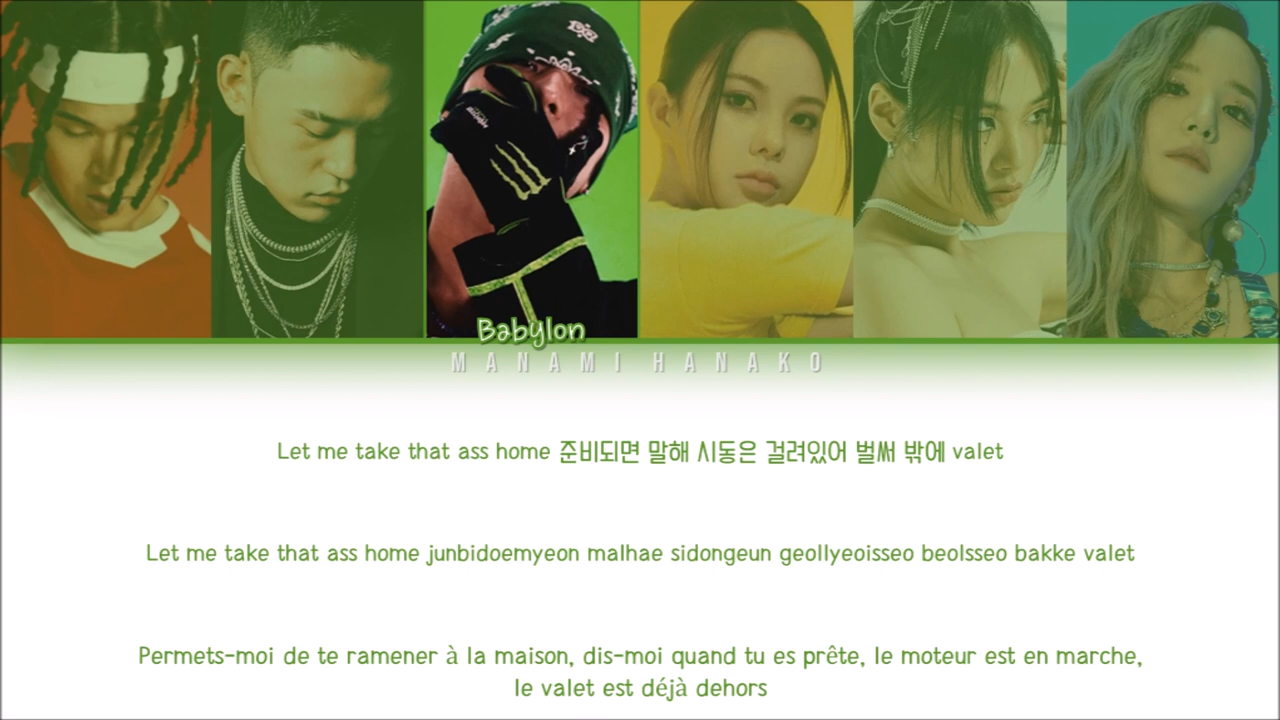 Babylon
MANAMI HANAKO
Let me take that ass home 준비되면 말해 시동은 걸려있어 벌써 밖에 valet
Let me take that ass home junbidoemyeon malhae sidongeun geollyeoisseo beolsseo bakke valet
Permets-moi de te ramener à la maison, dis-moi quand tu es prête, le moteur est en marche,
le valet est déjà dehors